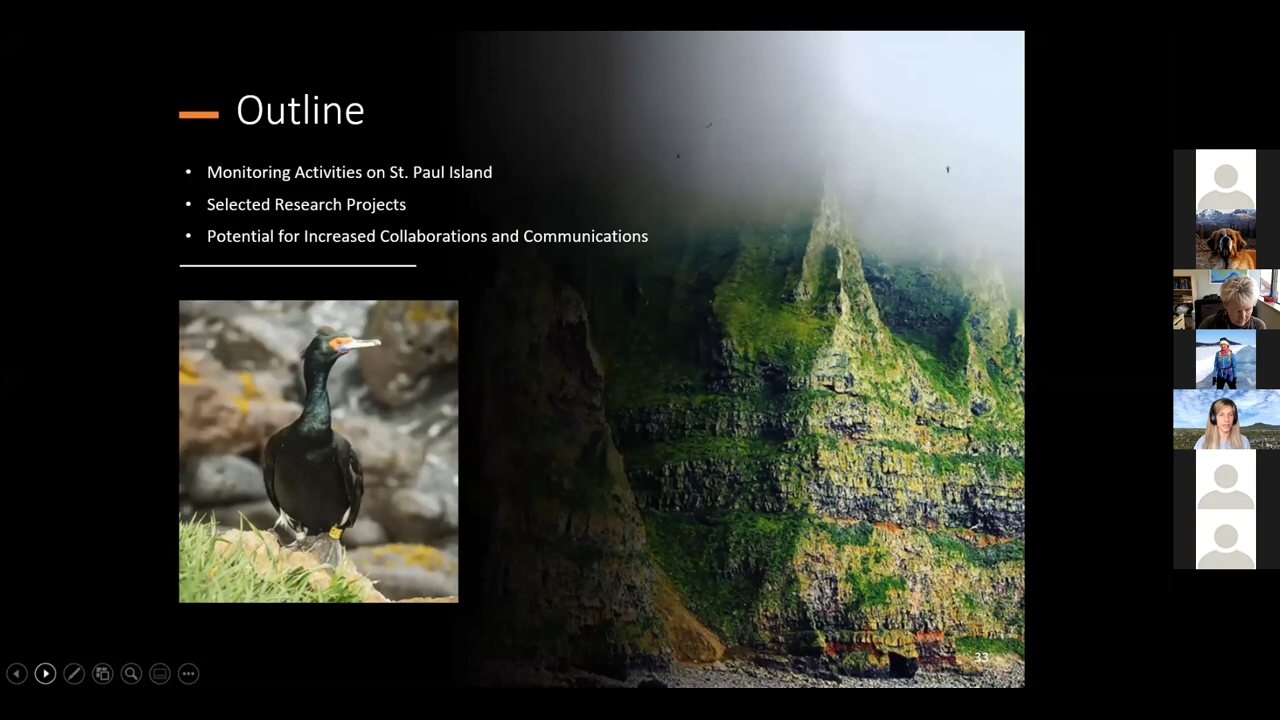 Outline
• Monitoring Activities on St. Paul Island
• Selected Research Projects
• Potential for Increased Collaborations and Communications
33